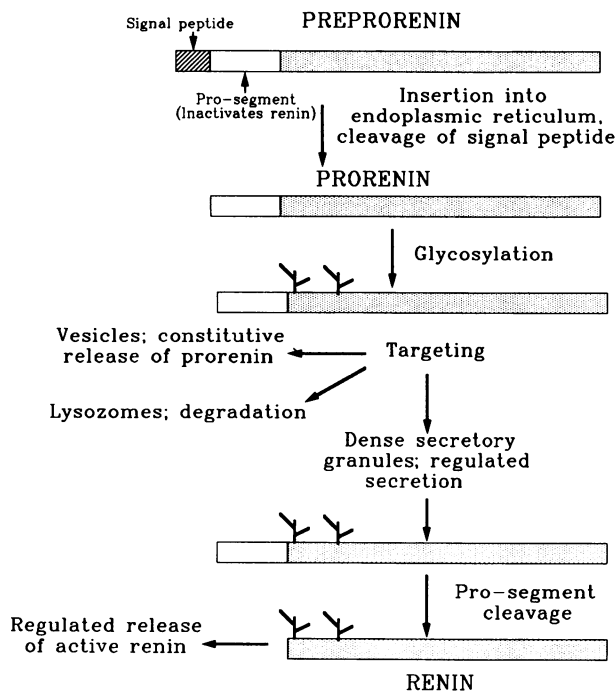 Signal peptide
PREPRORENIN
Pro-segment
(Inactivates renin)
Insertion into
endoplasmic reticulum,
cleavage of signal peptide
PRORENIN
Glycosylation
Vesicles; constitutive
release of prorenin
Targeting
Lysozomes; degradation
Dense secretory
granules; regulated
secretion
Pro-segment
cleavage
Regulated release
of active renin
RENIN